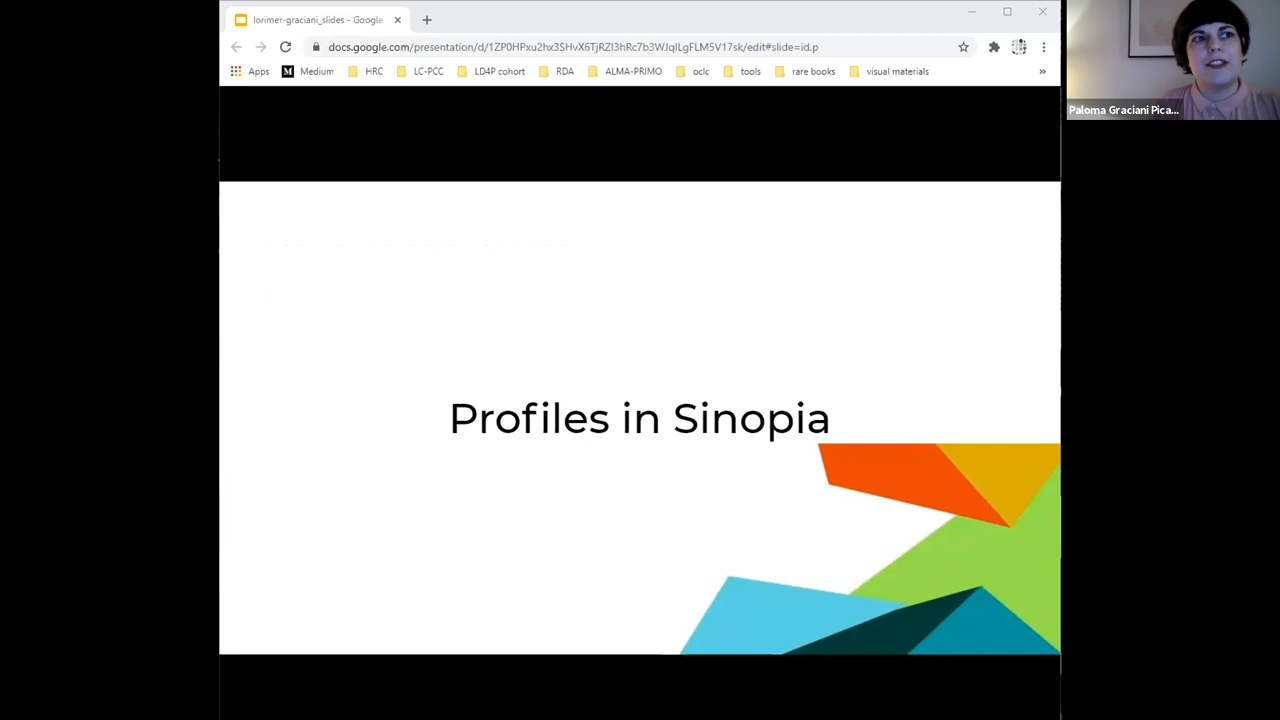 lorimer-graciani_slides - Google
docs.google.com/presentation/d/1ZP0HPxu2hx3SHvX6TjRZI3hRc7b3WJqILgFLM5V17sk/edit#slide=id.p
Apps Medium HRC LC-PCC LD4P cohort RDA ALMA-PRIMO oclc tools rare books visual materials »
Paloma Graciani Pica...
Profiles in Sinopia